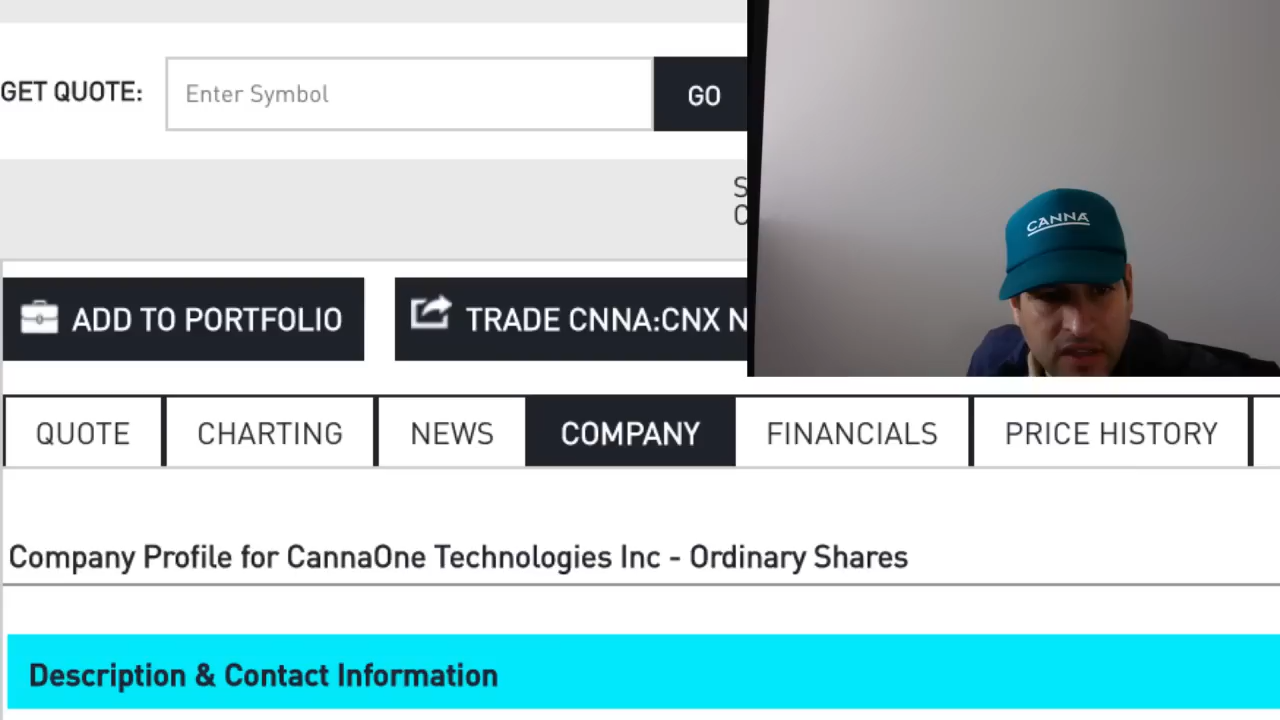 GET QUOTE:
Enter Symbol
GO
S
C
CANNA
ADD TO PORTFOLIO
TRADE CNNA:CNX N
QUOTE
CHARTING
NEWS
COMPANY
FINANCIALS
PRICE HISTORY
Company Profile for CannaOne Technologies Inc - Ordinary Shares
Description & Contact Information